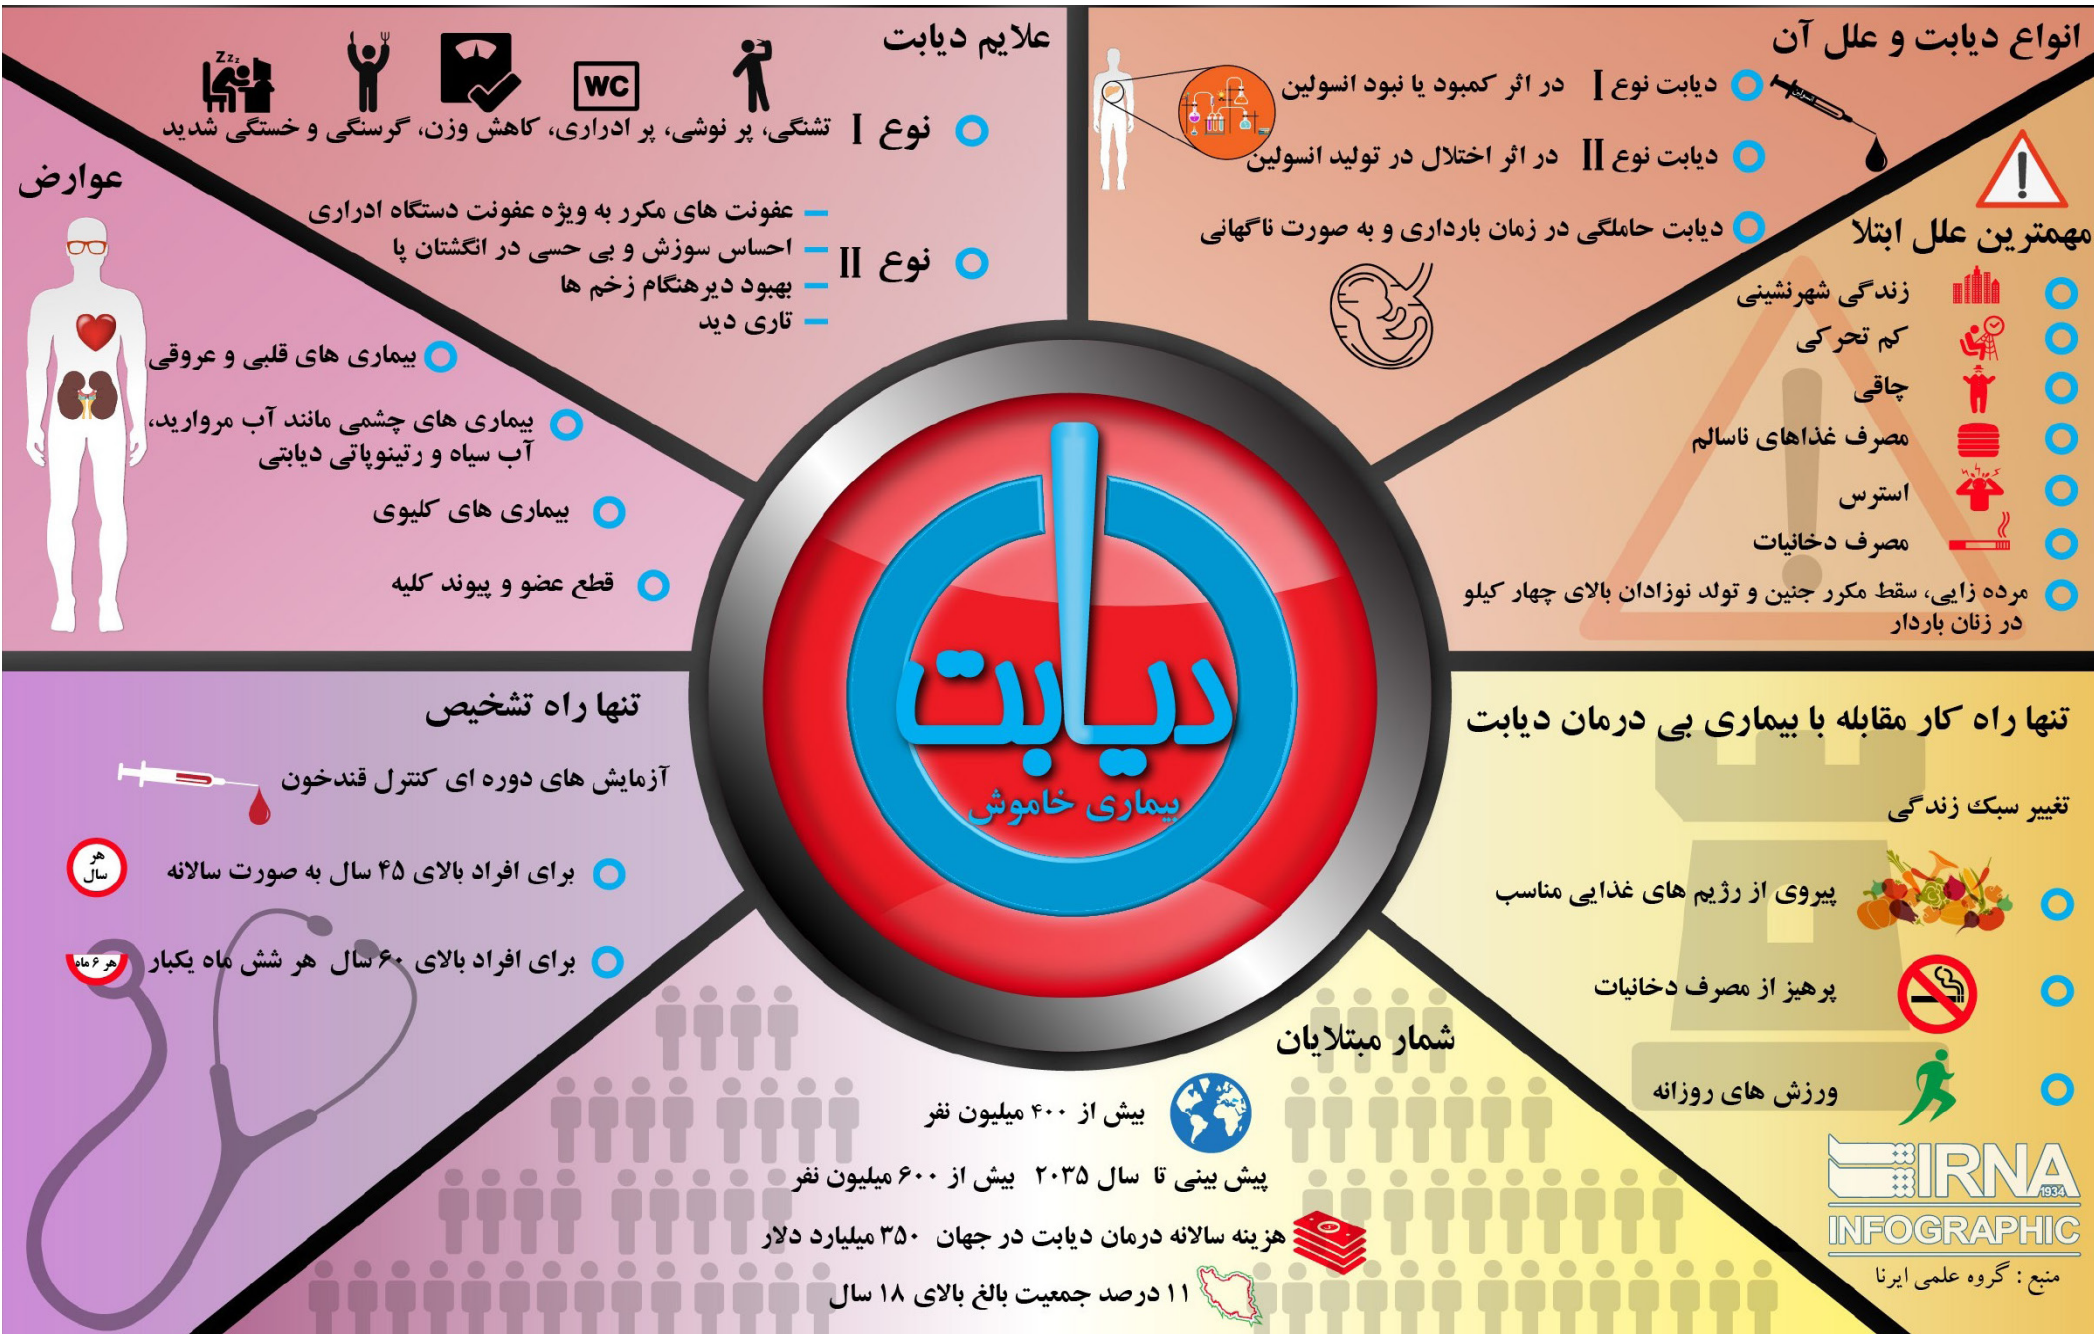 انواع دیابت و علل آن
انسولین
دیابت نوع I در اثر کمبود یا نبود انسولین
دیابت نوع II در اثر اختلال در تولید انسولین
دیابت حاملگی در زمان بارداری و به صورت ناگهانی
مهمترین علل ابتلا
زندگی شهرنشینی
کم تحرکی
چاقی
مصرف غذاهای ناسالم
استرس
مصرف دخانیات
مرده زایی، سقط مکرر جنین و تولد نوزادان بالای چهار کیلو
در زنان باردار
علایم دیابت
Zzz
WC
نوع I تشنگی، پر نوشی، پر ادراری، کاهش وزن، گرسنگی و خستگی شدید
نوع II
عفونت های مکرر به ویژه عفونت دستگاه ادراری
احساس سوزش و بی حسی در انگشتان پا
بهبود دیرهنگام زخم ها
تاری دید
عوارض
بیماری های قلبی و عروقی
بیماری های چشمی مانند آب مروارید،
آب سیاه و رتینوپاتی دیابتی
بیماری های کلیوی
قطع عضو و پیوند کلیه
دیابت
بیماری خاموش
تنها راه کار مقابله با بیماری بی درمان دیابت
تغییر سبک زندگی
پیروی از رژیم های غذایی مناسب
پرهیز از مصرف دخانیات
ورزش های روزانه
تنها راه تشخیص
آزمایش های دوره ای کنترل قندخون
برای افراد بالای ۴۵ سال به صورت سالانه
هر
سال
برای افراد بالای ۶۰ سال هر شش ماه یکبار
هر ۶ ماه
شمار مبتلایان
بیش از ۴۰۰ میلیون نفر
پیش بینی تا سال ۲۰۳۵ بیش از ۶۰۰ میلیون نفر
هزینه سالانه درمان دیابت در جهان ۳۵۰ میلیارد دلار
۱۱ درصد جمعیت بالغ بالای ۱۸ سال
IRNA
1934
INFOGRAPHIC
منبع : گروه علمی ایرنا